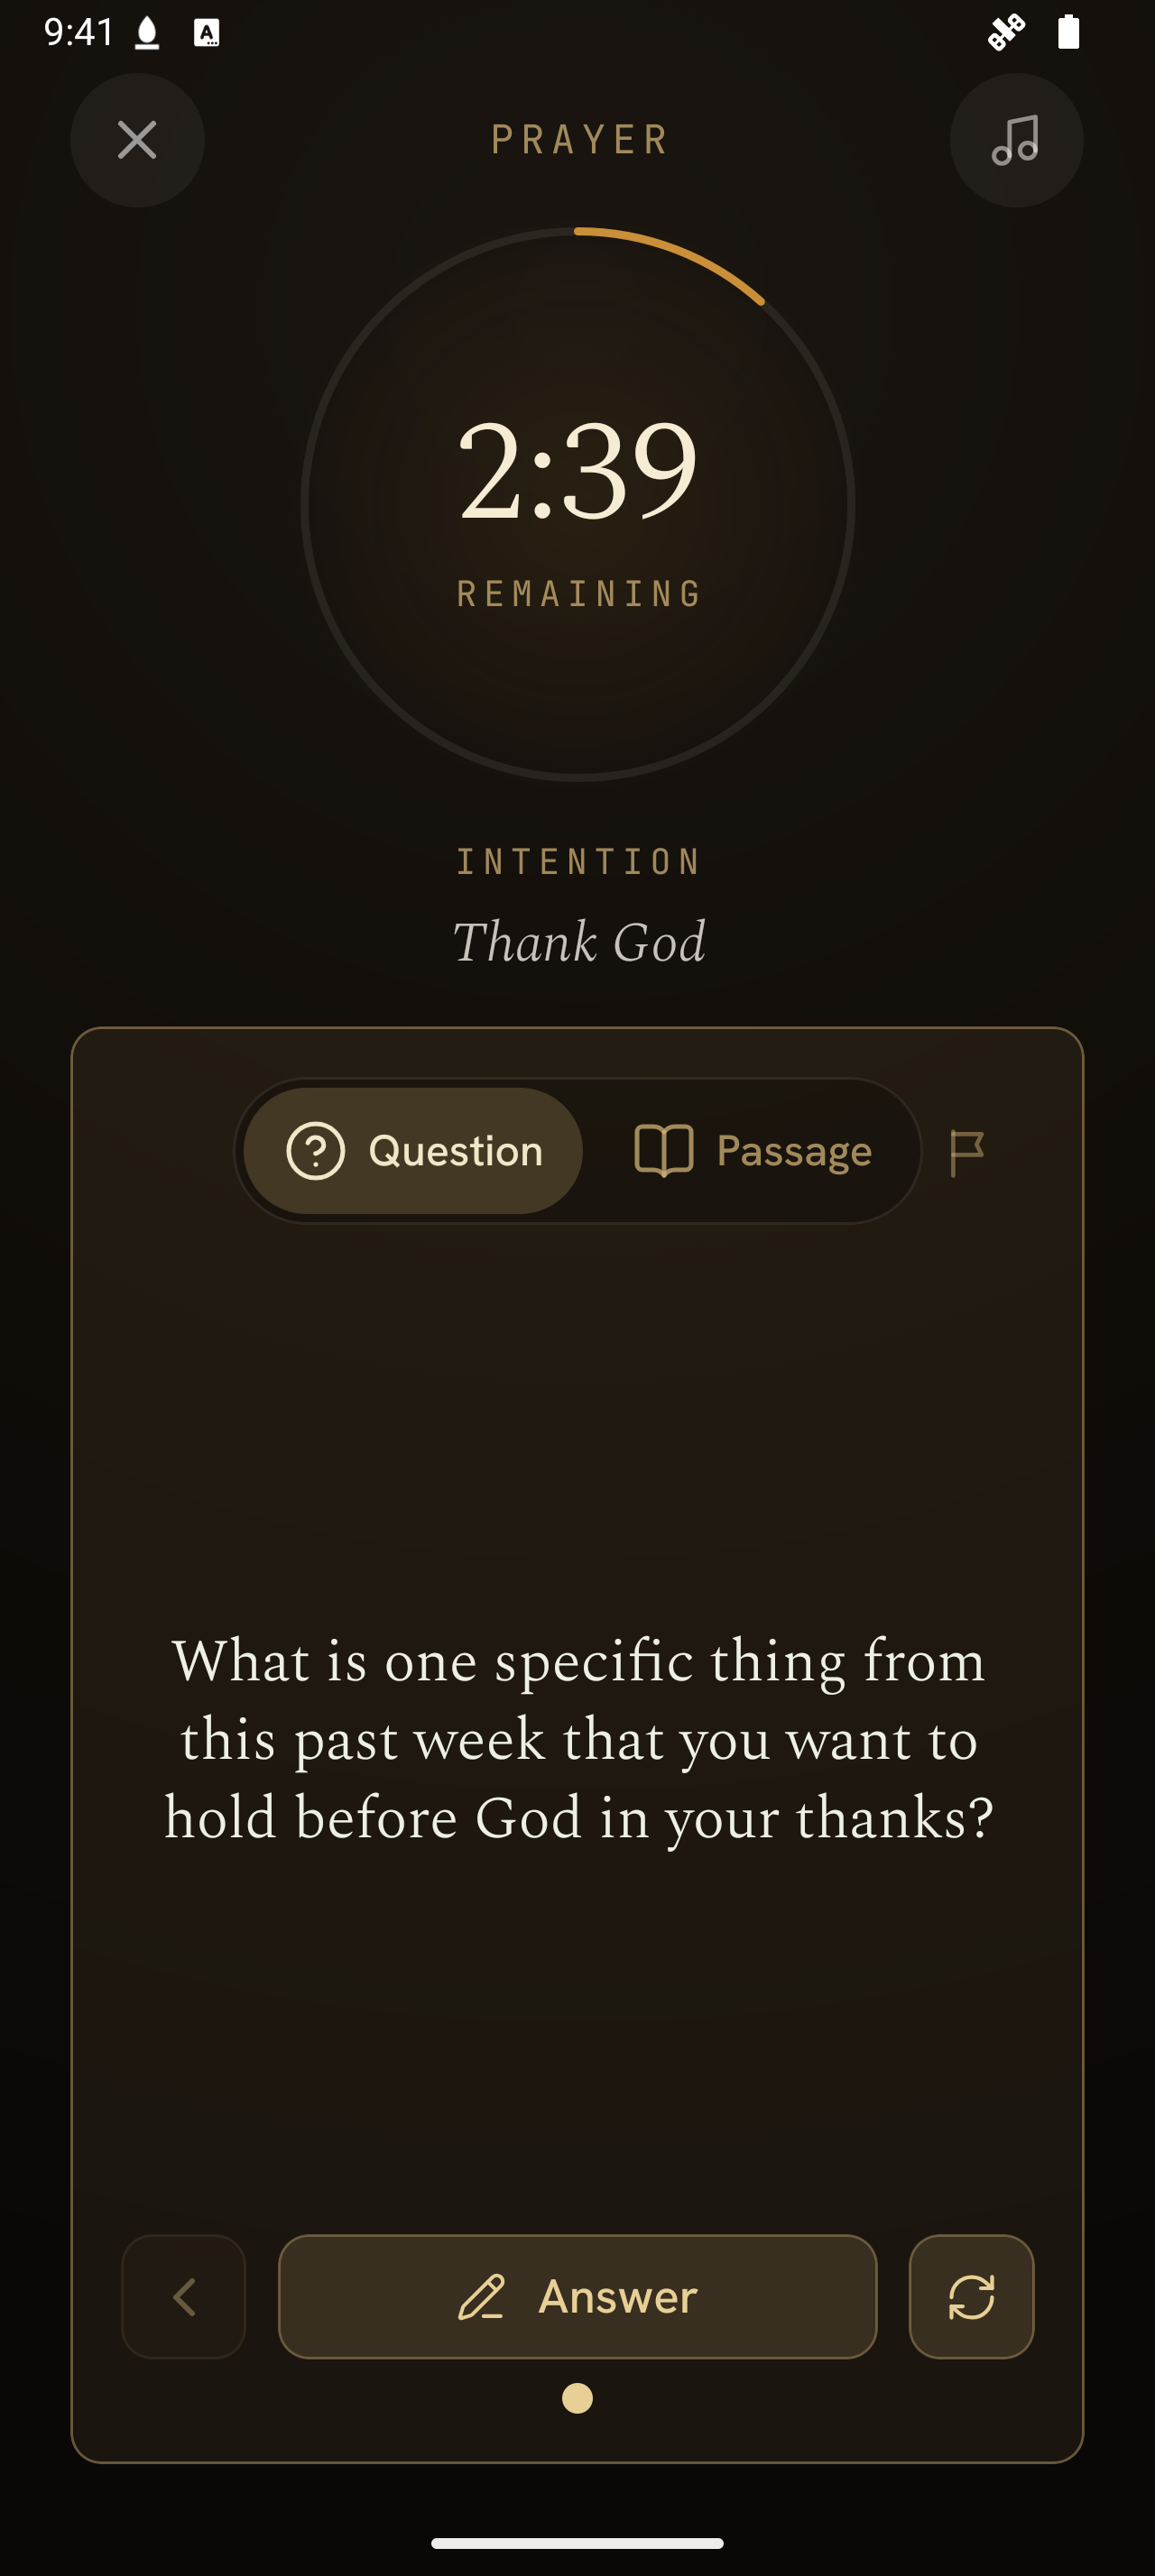 9:41
PRAYER
2:39
REMAINING
INTENTION
Thank God
Question
Passage
What is one specific thing from
this past week that you want to
hold before God in your thanks?
Answer